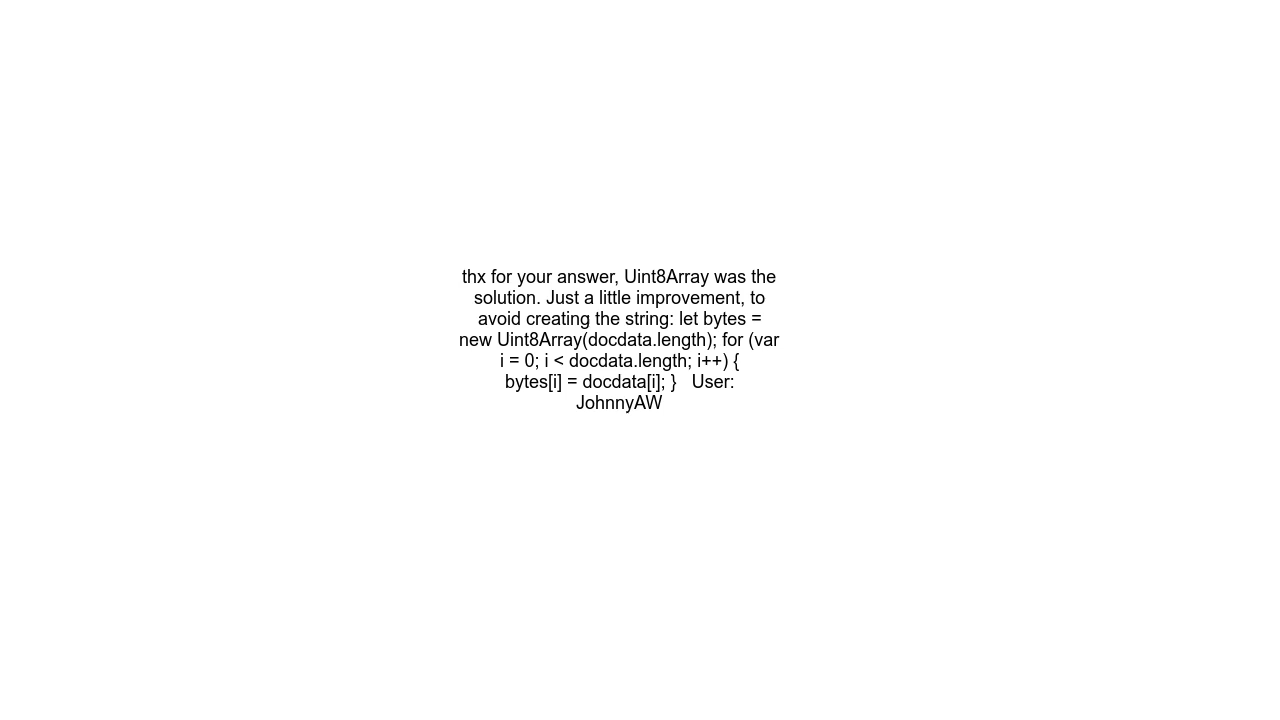 thx for your answer, Uint8Array was the
solution. Just a little improvement, to
avoid creating the string: let bytes =
new Uint8Array(docdata.length); for (var
i = 0; i < docdata.length; i++) {
bytes[i] = docdata[i]; }   User:
JohnnyAW